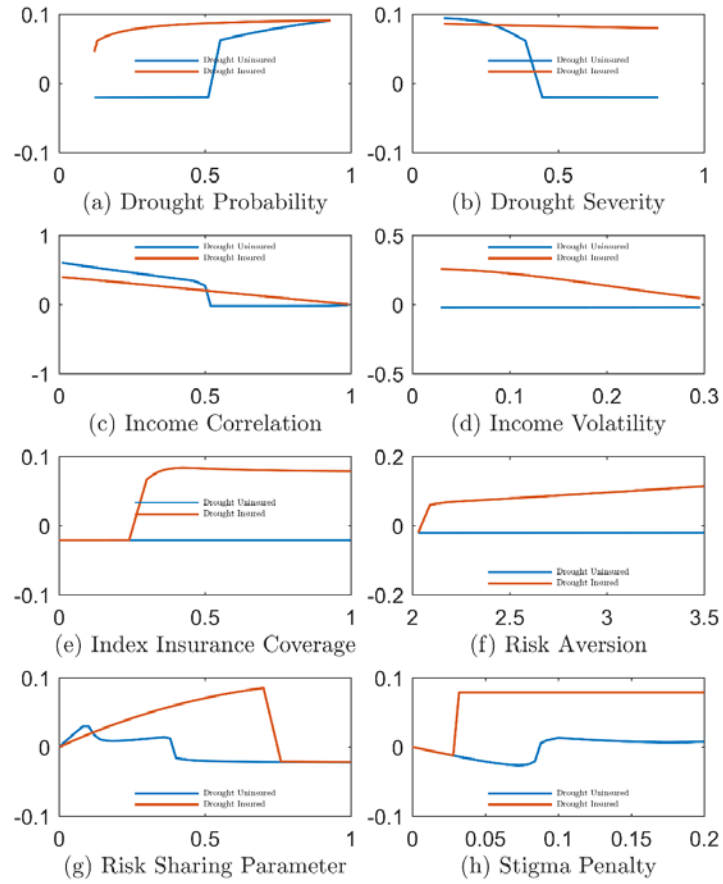 0.1
0
-0.1
0
0.5
1
Drought Uninsured
Drought Insured
(a) Drought Probability
0.1
0
-0.1
0
0.5
1
Drought Uninsured
Drought Insured
(b) Drought Severity
1
0
-1
0
0.5
1
Drought Uninsured
Drought Insured
(c) Income Correlation
0.5
0
-0.5
0
0.1
0.2
0.3
Drought Uninsured
Drought Insured
(d) Income Volatility
0.1
0
-0.1
0
0.5
1
Drought Uninsured
Drought Insured
(e) Index Insurance Coverage
0.2
0
-0.2
2
2.5
3
3.5
Drought Uninsured
Drought Insured
(f) Risk Aversion
0.1
0
-0.1
0
0.5
1
Drought Uninsured
Drought Insured
(g) Risk Sharing Parameter
0.1
0
-0.1
0
0.05
0.1
0.15
0.2
Drought Uninsured
Drought Insured
(h) Stigma Penalty